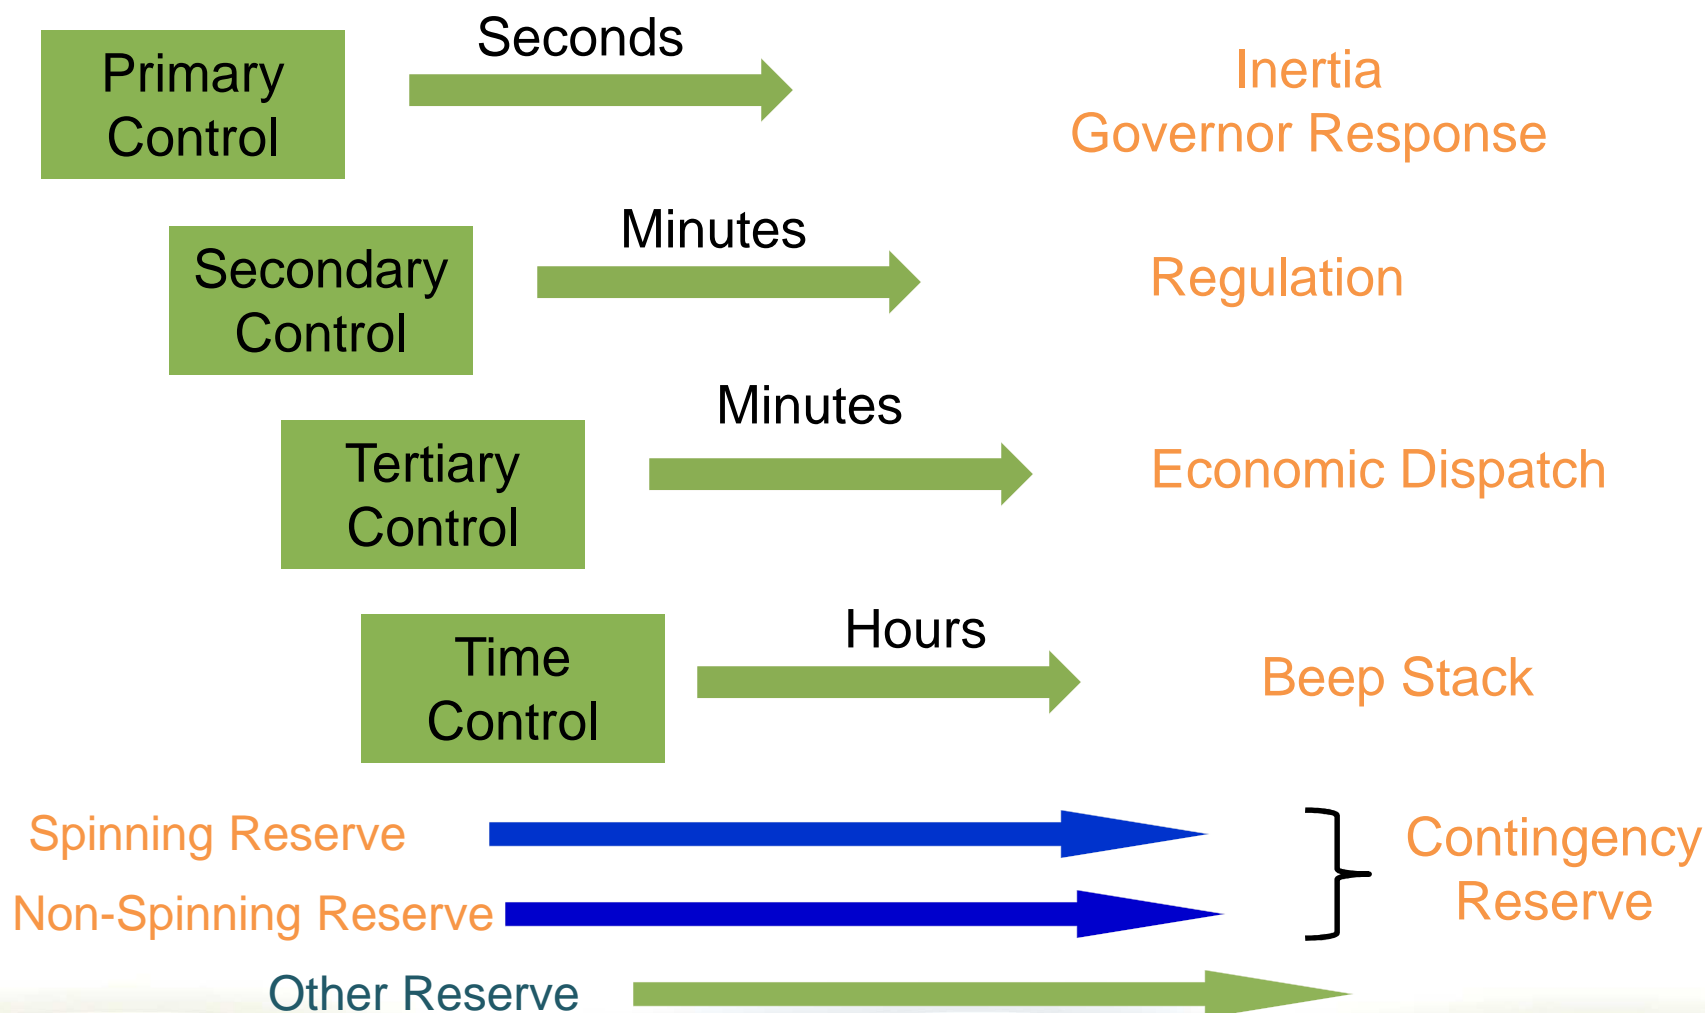 Seconds
Primary
Control
Inertia
Governor Response
Minutes
Secondary
Control
Regulation
Minutes
Tertiary
Control
Economic Dispatch
Hours
Time
Control
Beep Stack
Spinning Reserve
Non-Spinning Reserve
Contingency
Reserve
Other Reserve